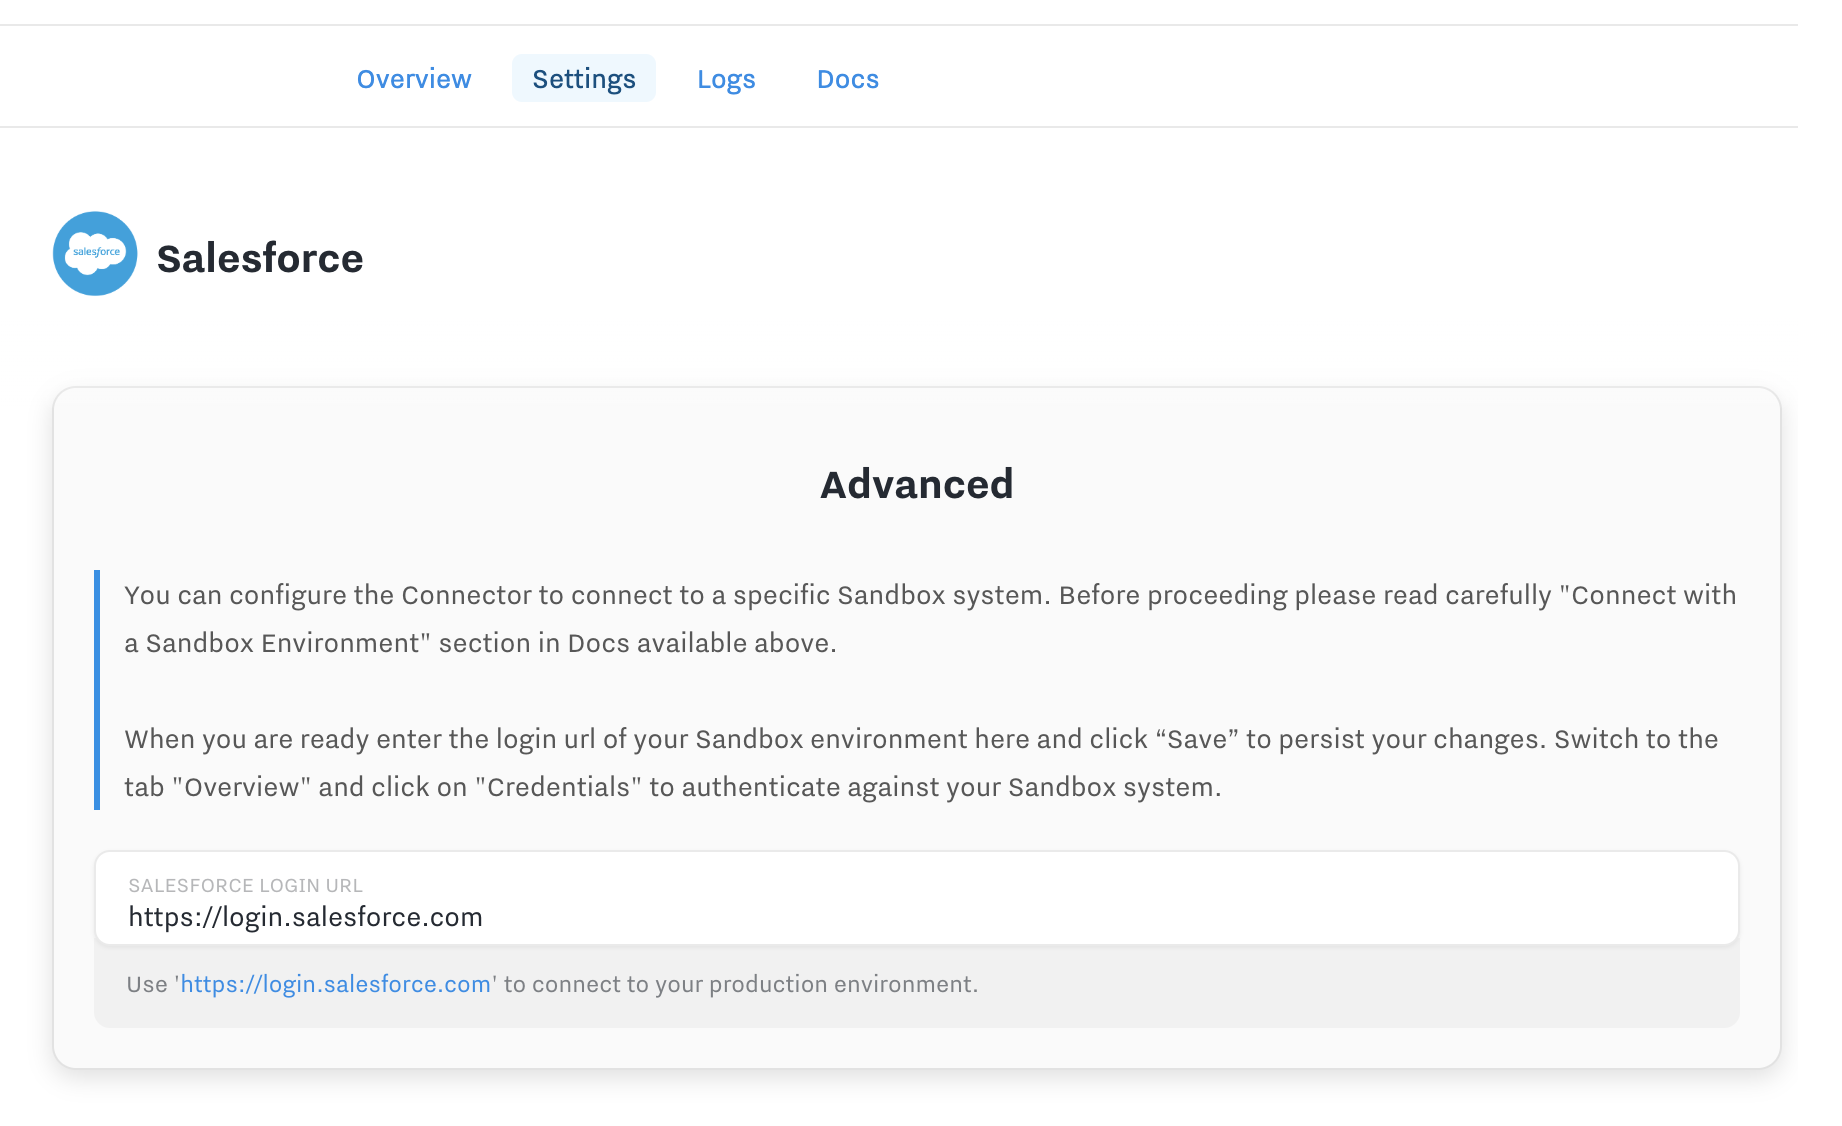 Overview Settings Logs Docs
salesforce
Salesforce
Advanced
You can configure the Connector to connect to a specific Sandbox system. Before proceeding please read carefully "Connect with
a Sandbox Environment" section in Docs available above.
When you are ready enter the login url of your Sandbox environment here and click “Save” to persist your changes. Switch to the
tab "Overview" and click on "Credentials" to authenticate against your Sandbox system.
SALESFORCE LOGIN URL
https://login.salesforce.com
Use 'https://login.salesforce.com' to connect to your production environment.